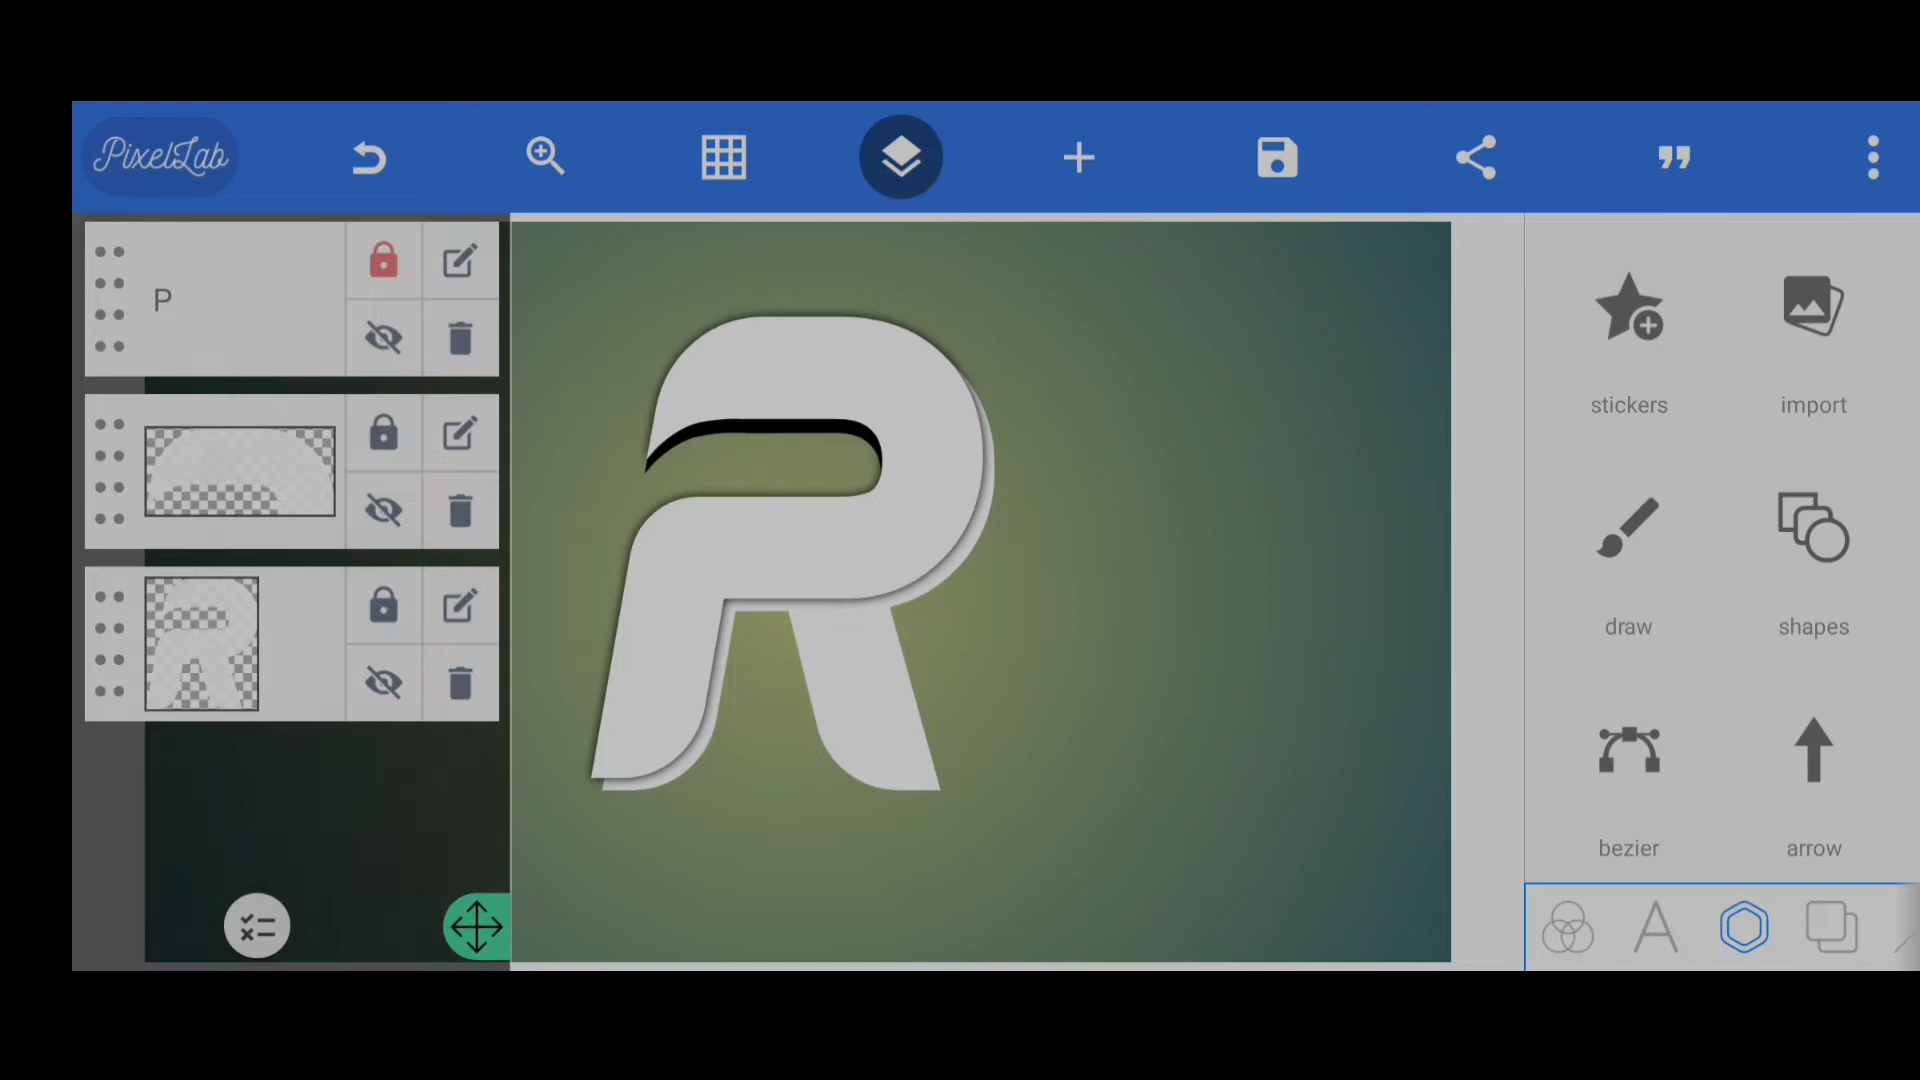 PixelLab
P
R
stickers
import
draw
shapes
bezier
arrow